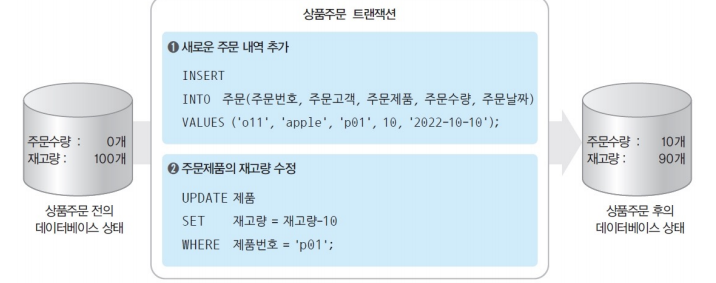 상품주문 트랜잭션
❶ 새로운 주문 내역 추가
INSERT
INTO 주문(주문번호, 주문고객, 주문제품, 주문수량, 주문날짜)
VALUES ('o11', 'apple', 'p01', 10, '2022-10-10');
주문수량 : 0개
재고량 : 100개
상품주문 전의
데이터베이스 상태
❷ 주문제품의 재고량 수정
UPDATE 제품
SET 재고량 = 재고량-10
WHERE 제품번호 = 'p01';
주문수량 : 10개
재고량 : 90개
상품주문 후의
데이터베이스 상태